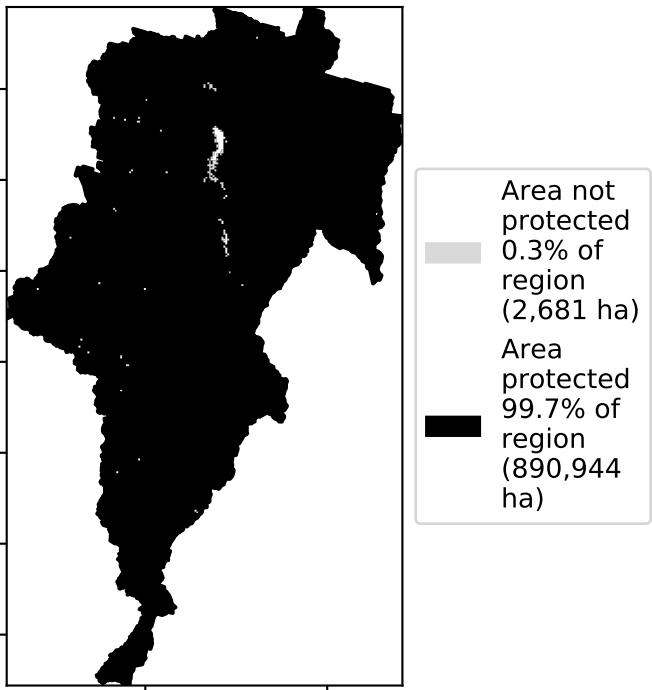 Area not
protected
0.3% of
region
(2,681 ha)
Area
protected
99.7% of
region
(890,944
ha)